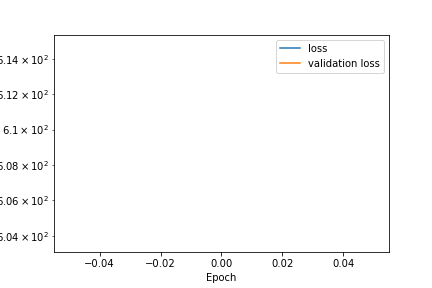 loss
validation loss
6.14 × 10²
6.12 × 10²
6.1 × 10²
6.08 × 10²
6.06 × 10²
6.04 × 10²
−0.04 −0.02 0.00 0.02 0.04
Epoch